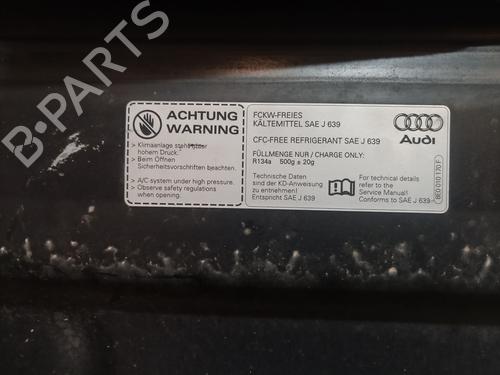 B-PARTS
ACHTUNG
WARNING
> Klimaanlage steht unter
hohem Druck.
> Beim Öffnen
Sicherheitsvorschriften beachten.
> A/C system under high pressure.
> Observe safety regulations
when opening.
FCKW-FREIES
KÄLTEMITTEL SAE J 639
CFC-FREE REFRIGERANT SAE J 639
FÜLLMENGE NUR / CHARGE ONLY:
R134a 500g ± 20g
Technische Daten
sind der KD-Anweisung
zu entnehmen!
Entspricht SAE J 639
For technical details
refer to the
Service Manual!
Conforms to SAE J 639
Audi
8E0 010 170 F